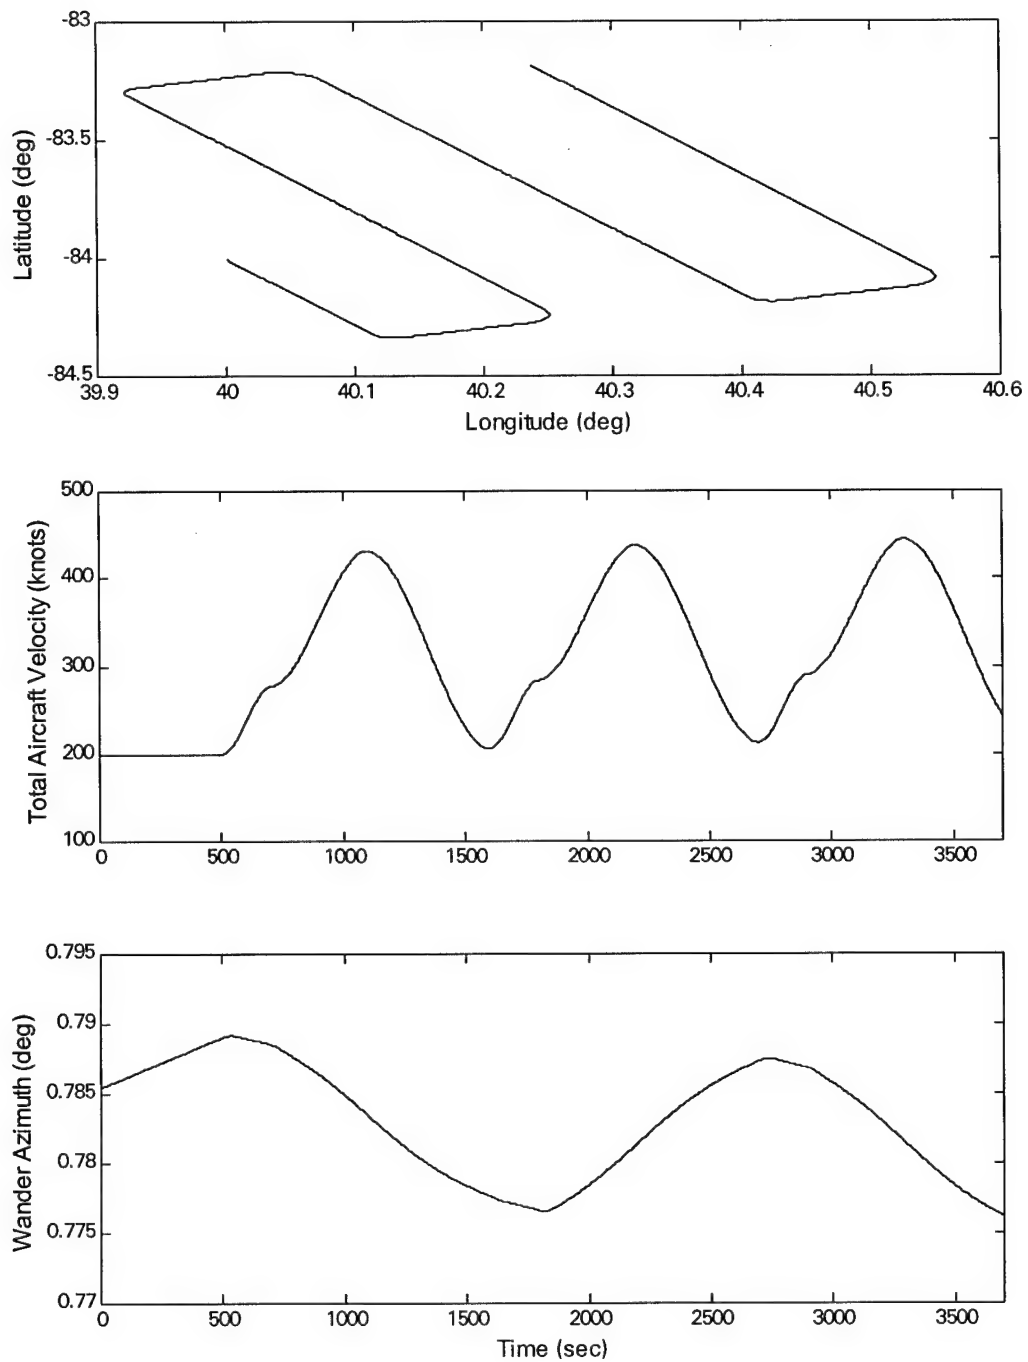 -83
-83.5
-84
-84.5
Latitude (deg)
39.9 40 40.1 40.2 40.3 40.4 40.5 40.6
Longitude (deg)
500
400
300
200
100
Total Aircraft Velocity (knots)
0 500 1000 1500 2000 2500 3000 3500
0.795
0.79
0.785
0.78
0.775
0.77
Wander Azimuth (deg)
0 500 1000 1500 2000 2500 3000 3500
Time (sec)